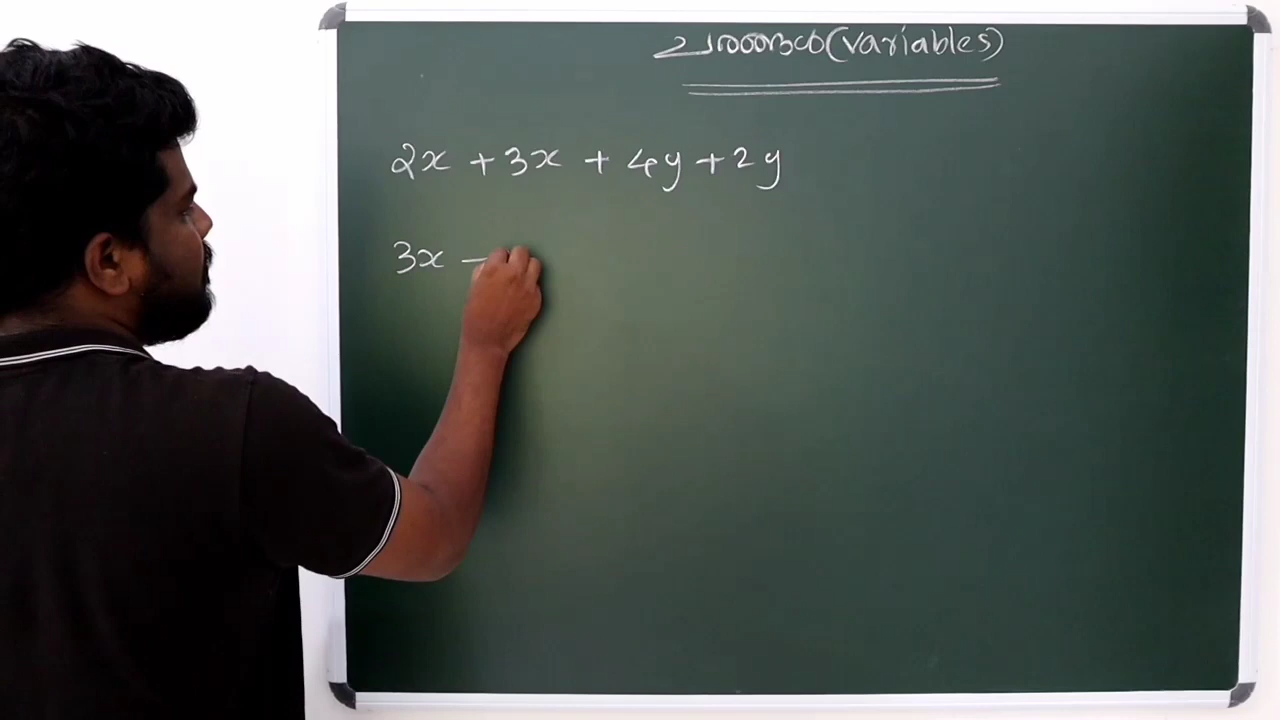 ചരങ്ങൾ (variables)
2x + 3x + 4y + 2y
3x -